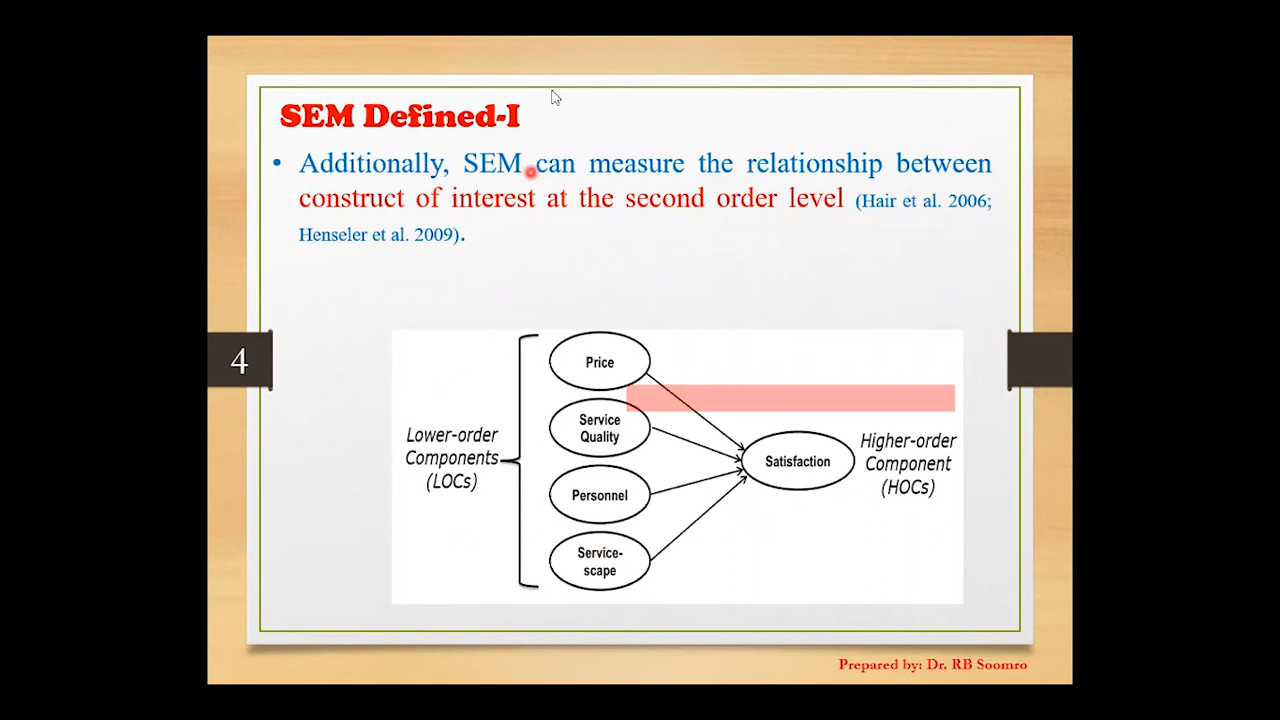 SEM Defined-I
• Additionally, SEM can measure the relationship between
construct of interest at the second order level (Hair et al. 2006;
Henseler et al. 2009).
4
Price
Service
Quality
Personnel
Service-
scape
Lower-order
Components
(LOCs)
Satisfaction
Higher-order
Component
(HOCs)
Prepared by: Dr. RB Soomro